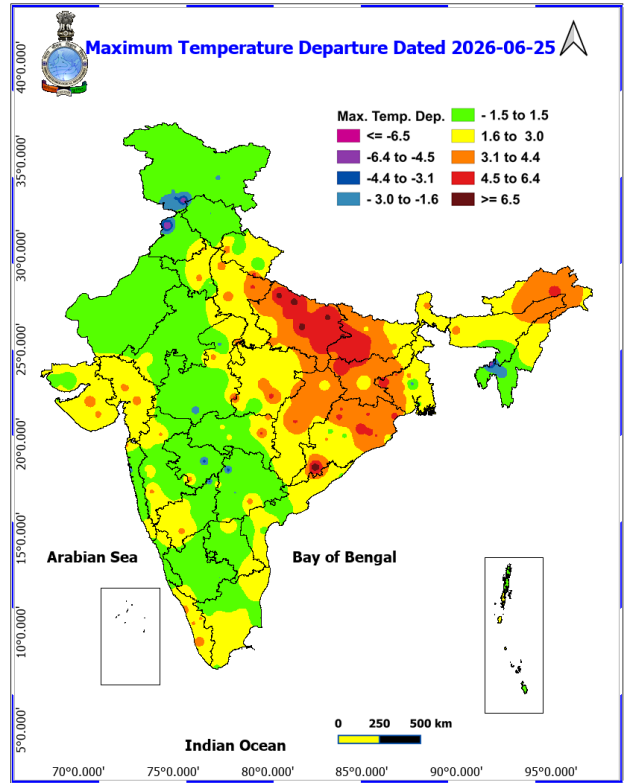 Maximum Temperature Departure Dated 2026-06-25
Max. Temp. Dep.
<= -6.5
-6.4 to -4.5
-4.4 to -3.1
- 3.0 to -1.6
- 1.5 to 1.5
1.6 to 3.0
3.1 to 4.4
4.5 to 6.4
>= 6.5
40°0.000'
35°0.000'
30°0.000'
25°0.000'
20°0.000'
15°0.000'
10°0.000'
5°0.000'
Arabian Sea
Bay of Bengal
Indian Ocean
0 250 500 km
70°0.000' 75°0.000' 80°0.000' 85°0.000' 90°0.000' 95°0.000'